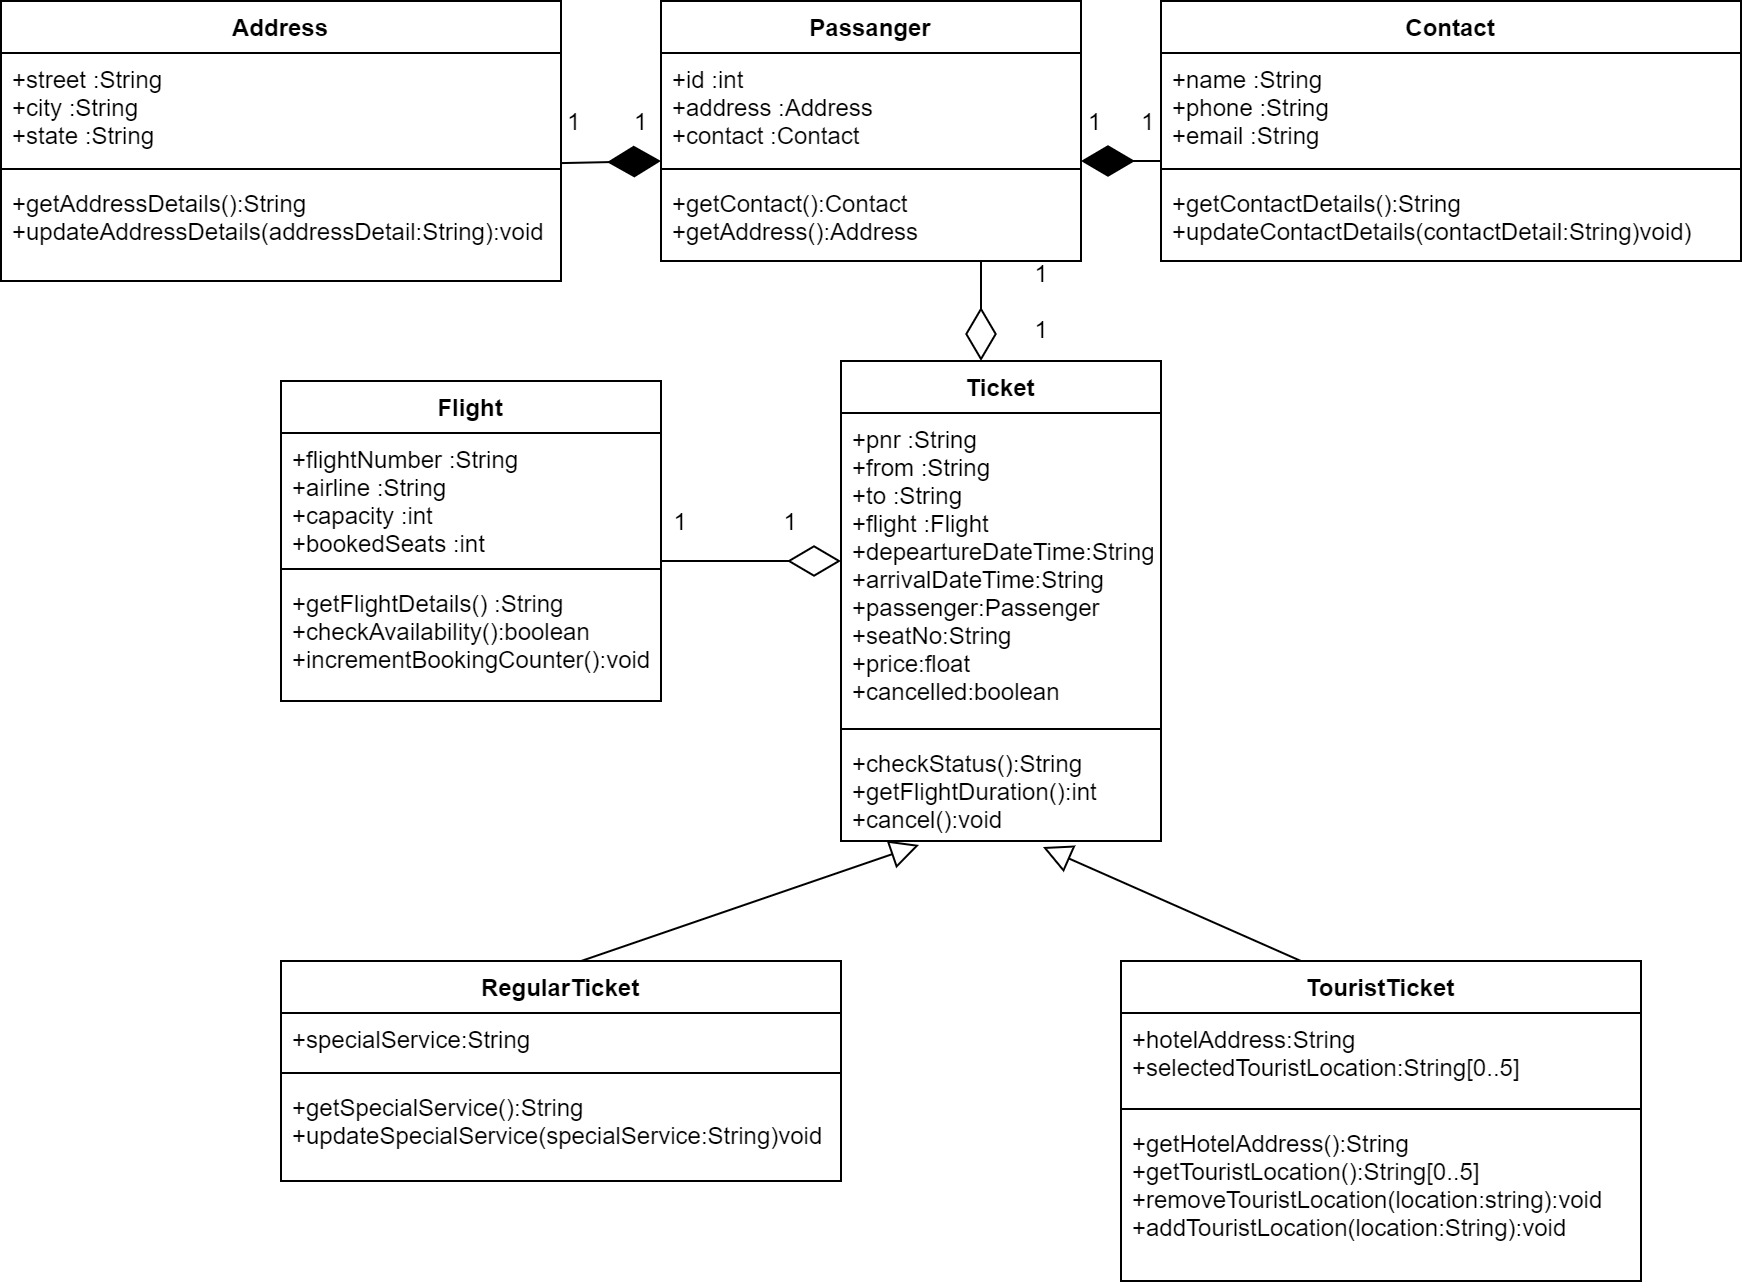 Address
+street :String
+city :String
+state :String
+getAddressDetails():String
+updateAddressDetails(addressDetail:String):void
1
1
Passanger
+id :int
+address :Address
+contact :Contact
+getContact():Contact
+getAddress():Address
1
1
Contact
+name :String
+phone :String
+email :String
+getContactDetails():String
+updateContactDetails(contactDetail:String)void)
1
1
Flight
+flightNumber :String
+airline :String
+capacity :int
+bookedSeats :int
+getFlightDetails() :String
+checkAvailability():boolean
+incrementBookingCounter():void
1
1
Ticket
+pnr :String
+from :String
+to :String
+flight :Flight
+depeartureDateTime:String
+arrivalDateTime:String
+passenger:Passenger
+seatNo:String
+price:float
+cancelled:boolean
+checkStatus():String
+getFlightDuration():int
+cancel():void
RegularTicket
+specialService:String
+getSpecialService():String
+updateSpecialService(specialService:String)void
TouristTicket
+hotelAddress:String
+selectedTouristLocation:String[0..5]
+getHotelAddress():String
+getTouristLocation():String[0..5]
+removeTouristLocation(location:string):void
+addTouristLocation(location:String):void